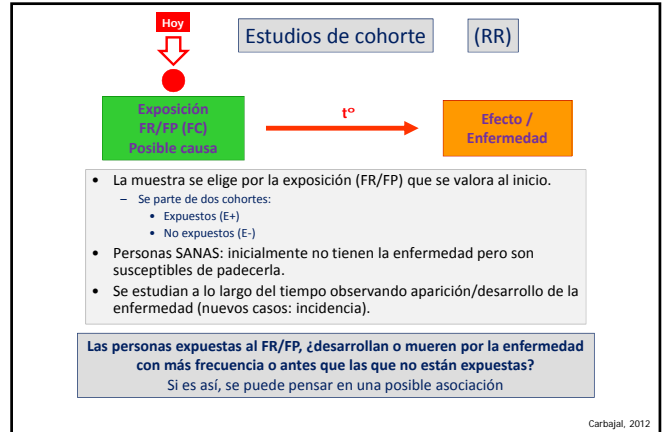 Hoy
Estudios de cohorte
(RR)
Exposición
FR/FP (FC)
Posible causa
tº
Efecto /
Enfermedad
• La muestra se elige por la exposición (FR/FP) que se valora al inicio.
– Se parte de dos cohortes:
• Expuestos (E+)
• No expuestos (E-)
• Personas SANAS: inicialmente no tienen la enfermedad pero son
susceptibles de padecerla.
• Se estudian a lo largo del tiempo observando aparición/desarrollo de la
enfermedad (nuevos casos: incidencia).
Las personas expuestas al FR/FP, ¿desarrollan o mueren por la enfermedad
con más frecuencia o antes que las que no están expuestas?
Si es así, se puede pensar en una posible asociación
Carbajal, 2012